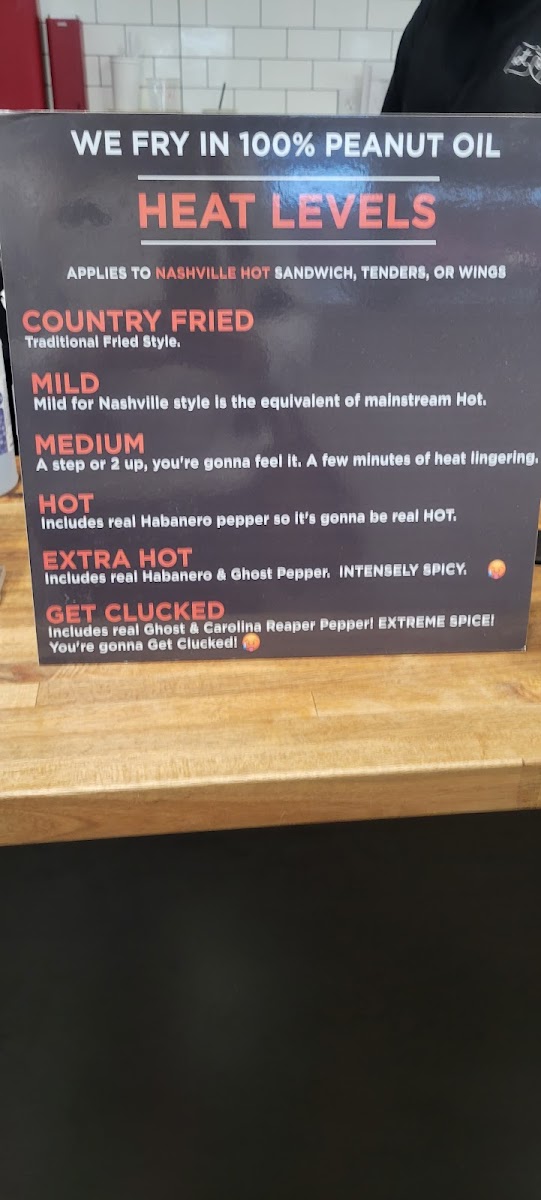 WE FRY IN 100% PEANUT OIL
HEAT LEVELS
APPLIES TO NASHVILLE HOT SANDWICH, TENDERS, OR WINGS
COUNTRY FRIED
Traditional Fried Style.
MILD
Mild for Nashville style is the equivalent of mainstream Hot.
MEDIUM
A step or 2 up, you're gonna feel it. A few minutes of heat lingering.
HOT
Includes real Habanero pepper so it's gonna be real HOT.
EXTRA HOT
Includes real Habanero & Ghost Pepper. INTENSELY SPICY. 🥵
GET CLUCKED
Includes real Ghost & Carolina Reaper Pepper! EXTREME SPICE!
You're gonna Get Clucked! 🥵